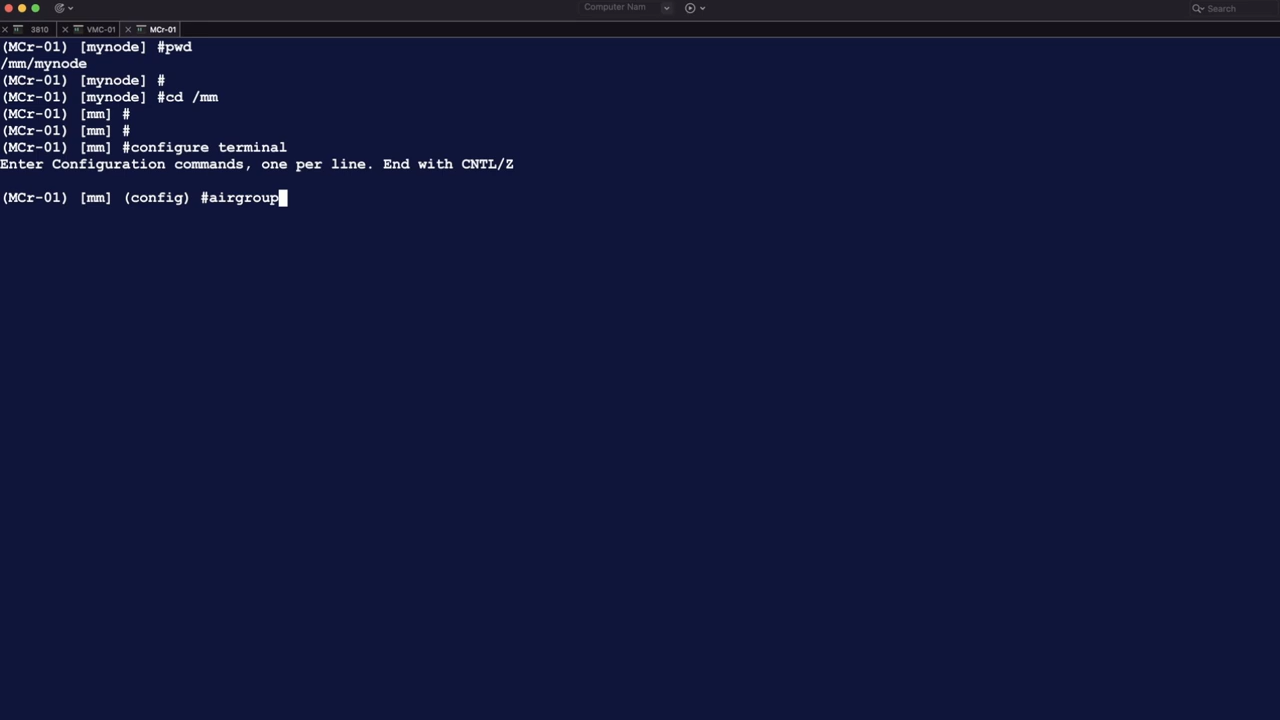 Computer Nam
Search
3810
VMC-01
MCr-01
(MCr-01) [mynode] #pwd
/mm/mynode
(MCr-01) [mynode] #
(MCr-01) [mynode] #cd /mm
(MCr-01) [mm] #
(MCr-01) [mm] #
(MCr-01) [mm] #configure terminal
Enter Configuration commands, one per line. End with CNTL/Z
(MCr-01) [mm] (config) #airgroup